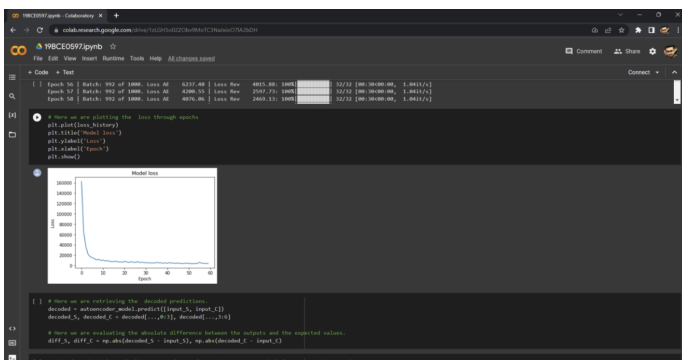 19BCE0597.ipynb - Colaboratory
colab.research.google.com/drive/
19BCE0597.ipynb
File Edit View Insert Runtime Tools Help All changes saved
Comment Share
+ Code + Text
Connect
[ ] Epoch 56 | Batch: 992 of 1000. Loss AE 6237.40 | Loss Rev 4015.88: 100% 32/32 [00:30<00:00, 1.04it/s]
Epoch 57 | Batch: 992 of 1000. Loss AE 4200.55 | Loss Rev 2597.73: 100% 32/32 [00:30<00:00, 1.04it/s]
Epoch 58 | Batch: 992 of 1000. Loss AE 4076.06 | Loss Rev 2469.13: 100% 32/32 [00:30<00:00, 1.04it/s]
# Here we are plotting the loss through epochs
plt.plot(loss_history)
plt.title('Model loss')
plt.ylabel('Loss')
plt.xlabel('Epoch')
plt.show()
Model loss
160000
140000
120000
100000
80000
60000
40000
20000
0
Loss
0 10 20 30 40 50 60
Epoch
[ ] # Here we are retrieving the decoded predictions.
decoded = autoencoder_model.predict([input_S, input_C])
decoded_S, decoded_C = decoded[...,0:3], decoded[...,3:6]
# Here we are evaluating the absolute difference between the outputs and the expected values.
diff_S, diff_C = np.abs(decoded_S - input_S), np.abs(decoded_C - input_C)